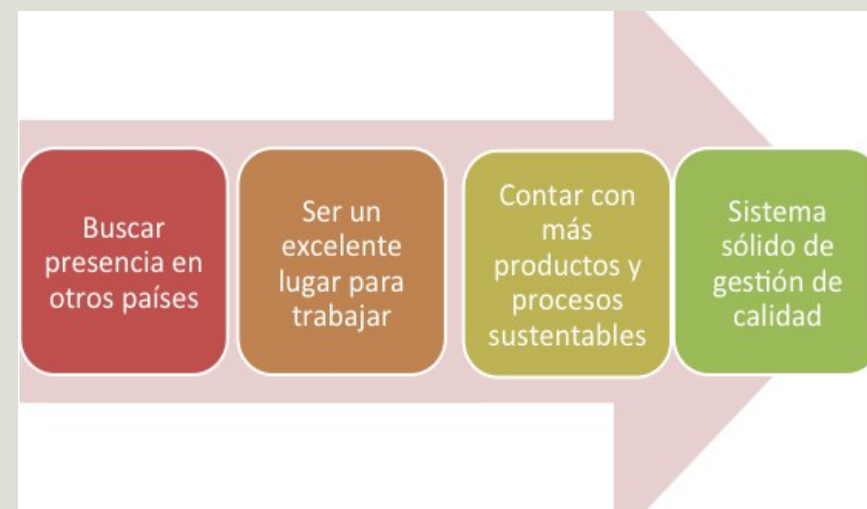 Buscar
presencia en
otros países
Ser un
excelente
lugar para
trabajar
Contar con
más
productos y
procesos
sustentables
Sistema
sólido de
gestión de
calidad